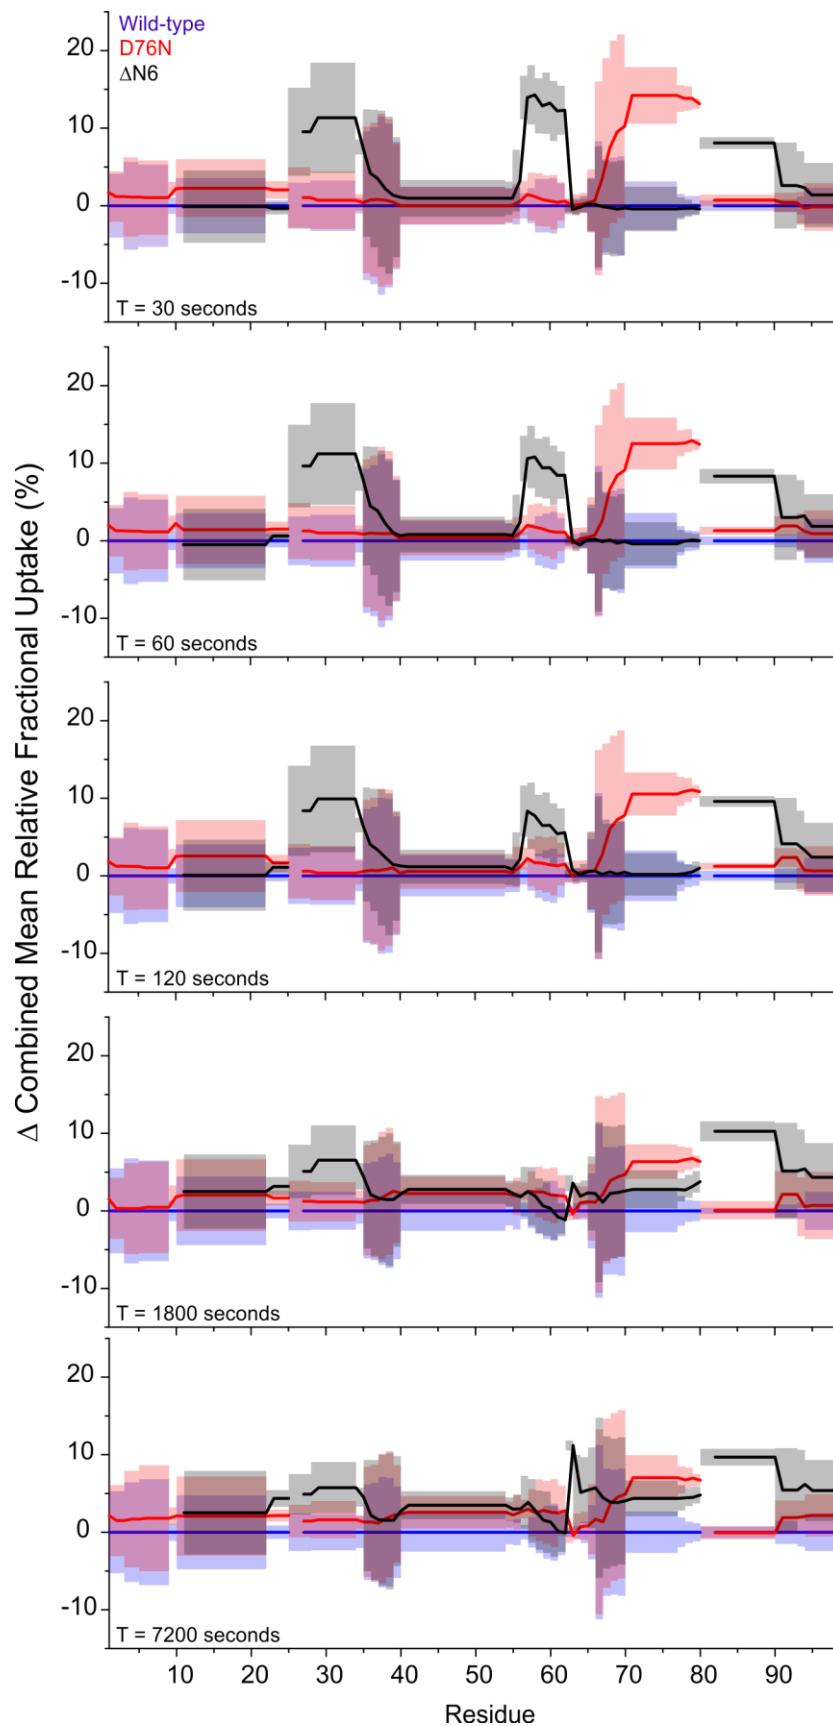 Δ Combined Mean Relative Fractional Uptake (%)
Wild-type
D76N
ΔN6
20
10
0
-10
T = 30 seconds
20
10
0
-10
T = 60 seconds
20
10
0
-10
T = 120 seconds
20
10
0
-10
T = 1800 seconds
20
10
0
-10
T = 7200 seconds
10 20 30 40 50 60 70 80 90
Residue